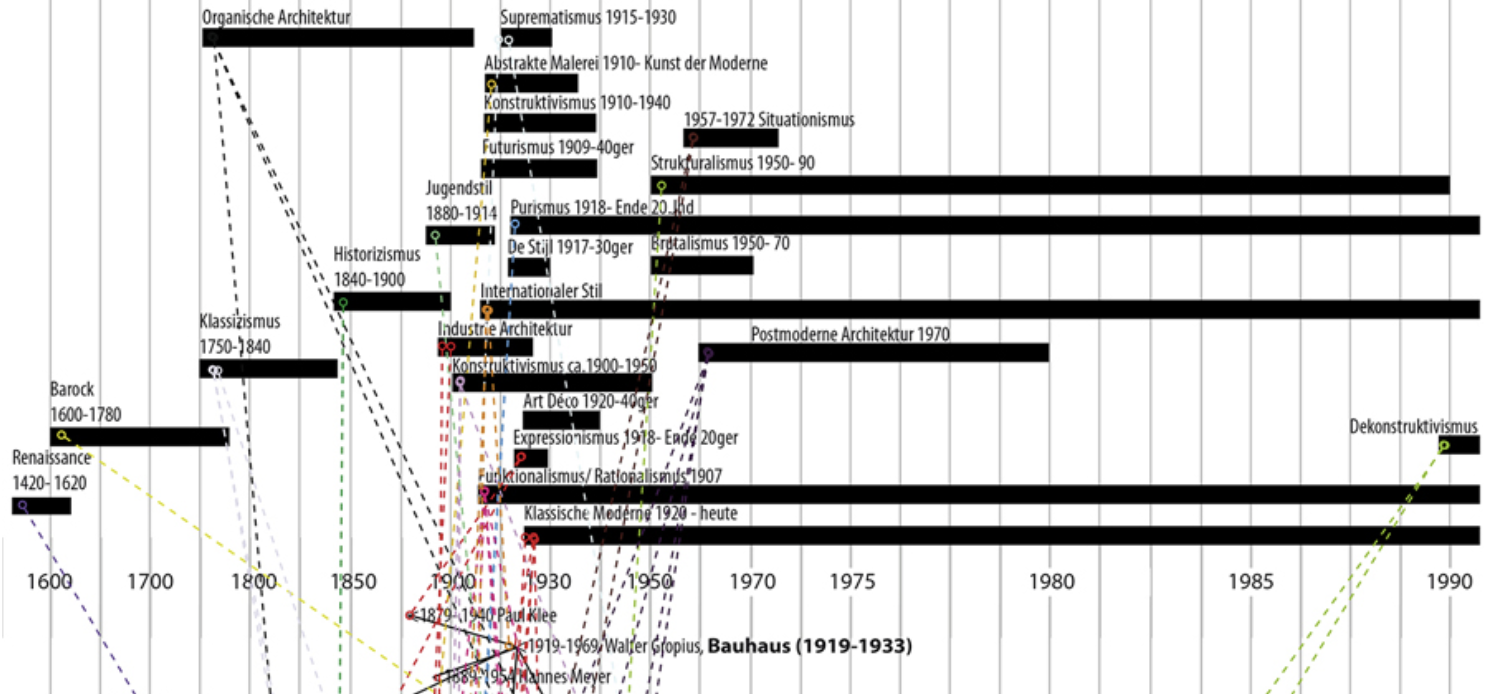 Organische Architektur
Suprematismus 1915-1930
Abstrakte Malerei 1910- Kunst der Moderne
Konstruktivismus 1910-1940
1957-1972 Situationismus
Futurismus 1909-40ger
Strukturalismus 1950- 90
Jugendstil
1880-1914
Purismus 1918- Ende 20.Jhd
De Stijl 1917-30ger
Brutalismus 1950- 70
Historizismus
1840-1900
Internationaler Stil
Klassizismus
1750-1840
Industrie Architektur
Postmoderne Architektur 1970
Konstruktivismus ca.1900-1950
Barock
1600-1780
Art Déco 1920-40ger
Expressionismus 1918- Ende 20ger
Dekonstruktivismus
Renaissance
1420- 1620
Funktionalismus/ Rationalismus 1907
Klassische Moderne 1920 - heute
1600 1700 1800 1850 1900 1930 1950 1970 1975 1980 1985 1990
1879- 1940 Paul Klee
1919-1969, Walter Gropius, Bauhaus (1919-1933)
1889-1954 Hannes Meyer